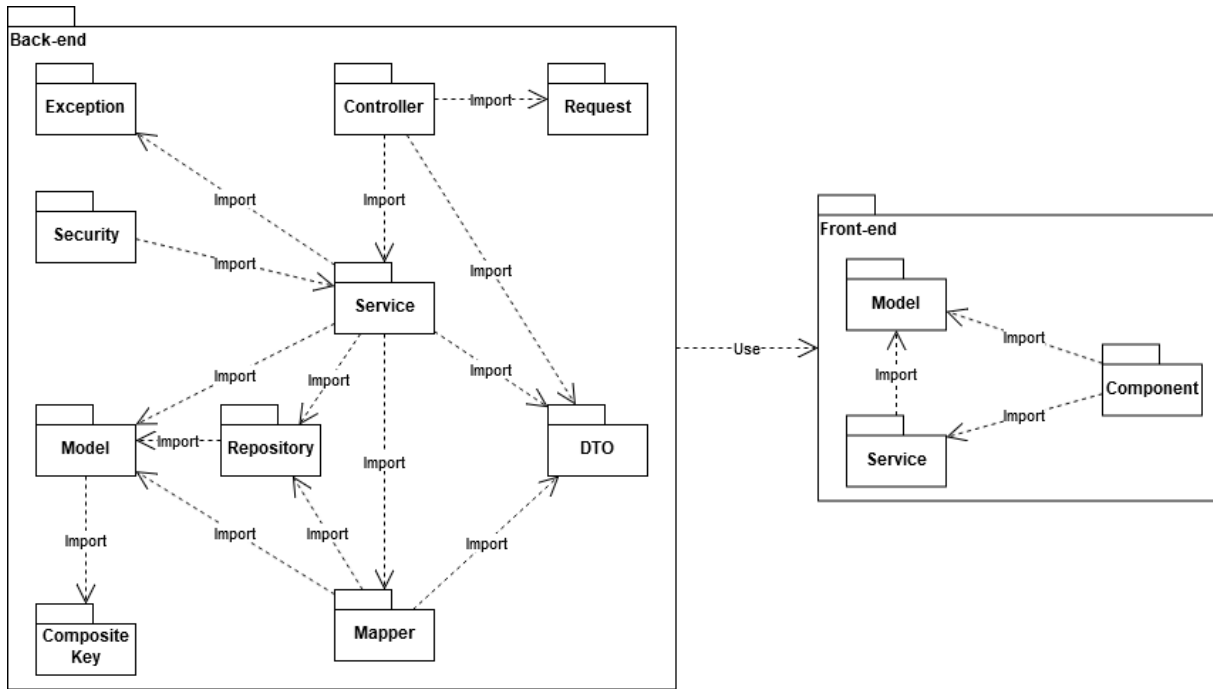 Back-end
Exception
Controller
Import
Request
Import
Import
Security
Import
Import
Service
Import
Import
Import
Import
Model
Import
Repository
DTO
Import
Import
Import
Import
Import
Composite
Key
Mapper
Use
Front-end
Model
Import
Import
Component
Import
Service